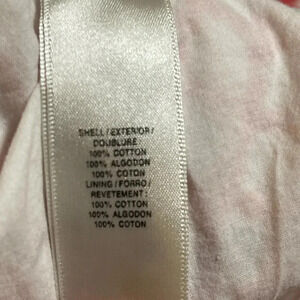 SHELL/EXTERIOR/
DOUBLURE:
100% COTTON
100% ALGODON
100% COTON
LINING/FORRO/
REVETEMENT:
100% COTTON
100% ALGODON
100% COTON